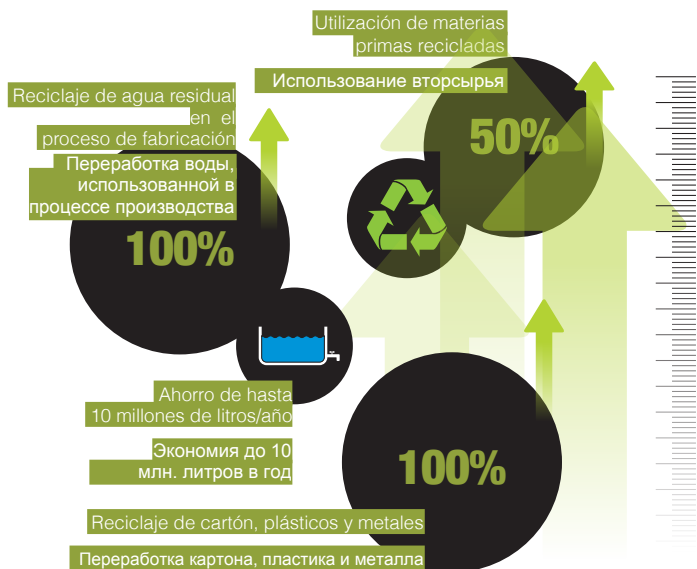 Utilización de materias
primas recicladas
Использование вторсырья
50%
Reciclaje de agua residual
en el
proceso de fabricación
Переработка воды,
использованной в
процессе производства
100%
Ahorro de hasta
10 millones de litros/año
Экономия до 10
млн. литров в год
100%
Reciclaje de cartón, plásticos y metales
Переработка картона, пластика и металла